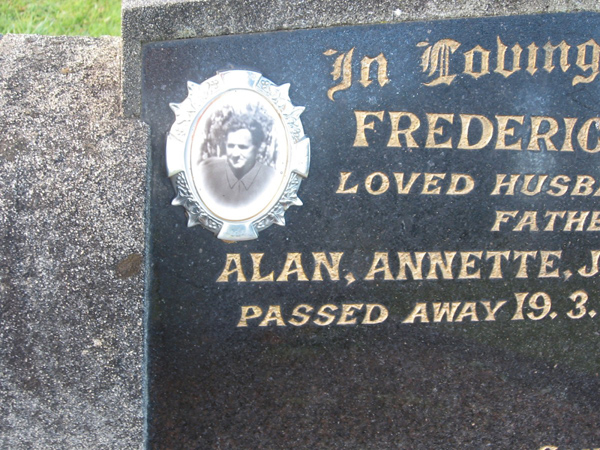 In Loving
FREDERIC
LOVED HUSBA
FATHE
ALAN, ANNETTE, J
PASSED AWAY 19. 3.